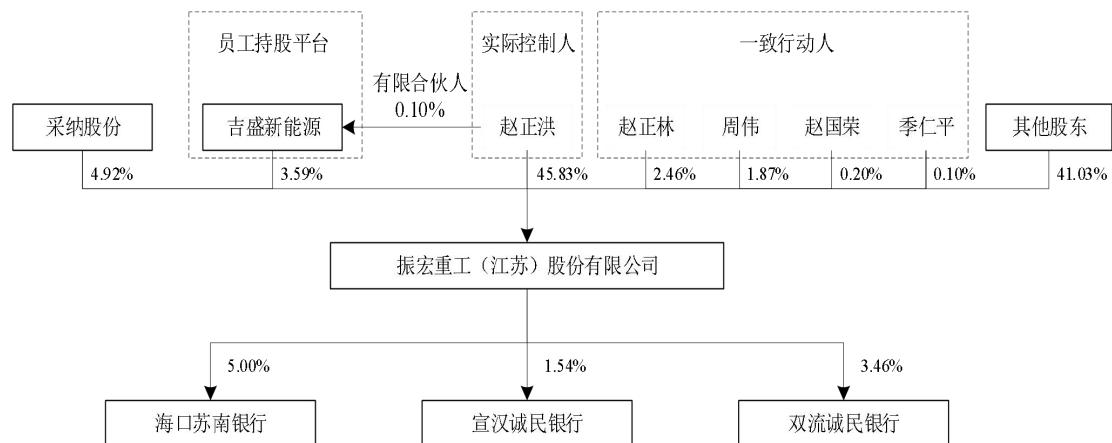 员工持股平台
实际控制人
一致行动人
有限合伙人
0.10%
采纳股份
吉盛新能源
赵正洪
赵正林
周伟
赵国荣
季仁平
其他股东
4.92%
3.59%
45.83%
2.46%
1.87%
0.20%
0.10%
41.03%
振宏重工（江苏）股份有限公司
5.00%
1.54%
3.46%
海口苏南银行
宣汉诚民银行
双流诚民银行